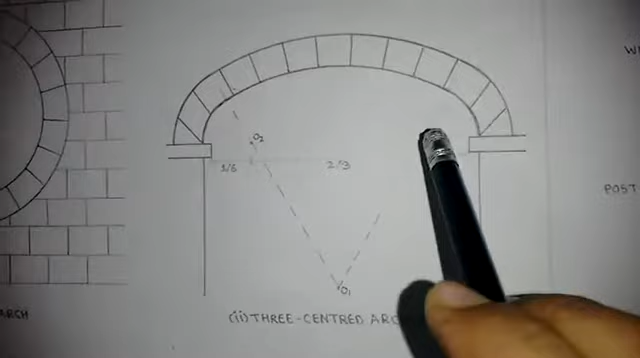 O2
1/6 2/3
O1
(ii) THREE-CENTRED ARC
ARCH
POST
W